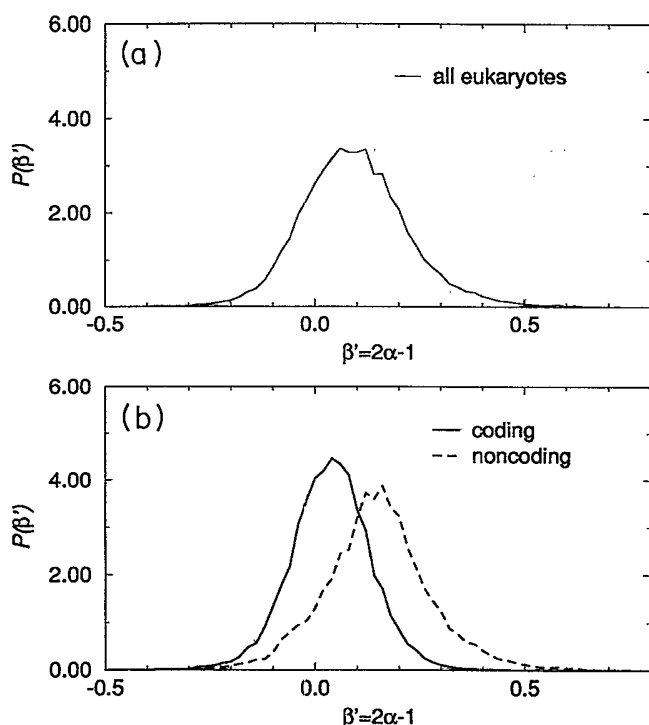 6.00
(a)
all eukaryotes
4.00
P(β')
2.00
0.00
-0.5 0.0 0.5
β'=2α-1
6.00
(b)
coding
noncoding
4.00
P(β')
2.00
0.00
-0.5 0.0 0.5
β'=2α-1